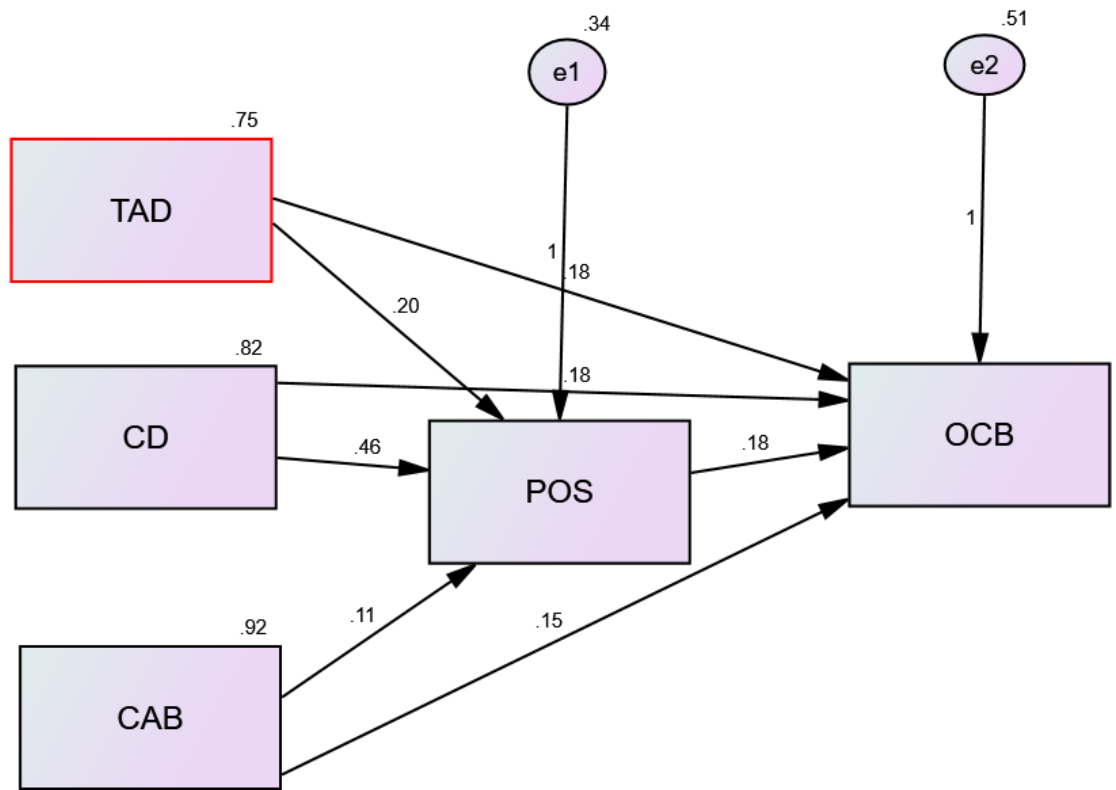 .34
.51
e1
e2
.75
TAD
1
.18
1
.20
.82
.18
CD
.46
POS
.18
OCB
.11
.15
.92
CAB